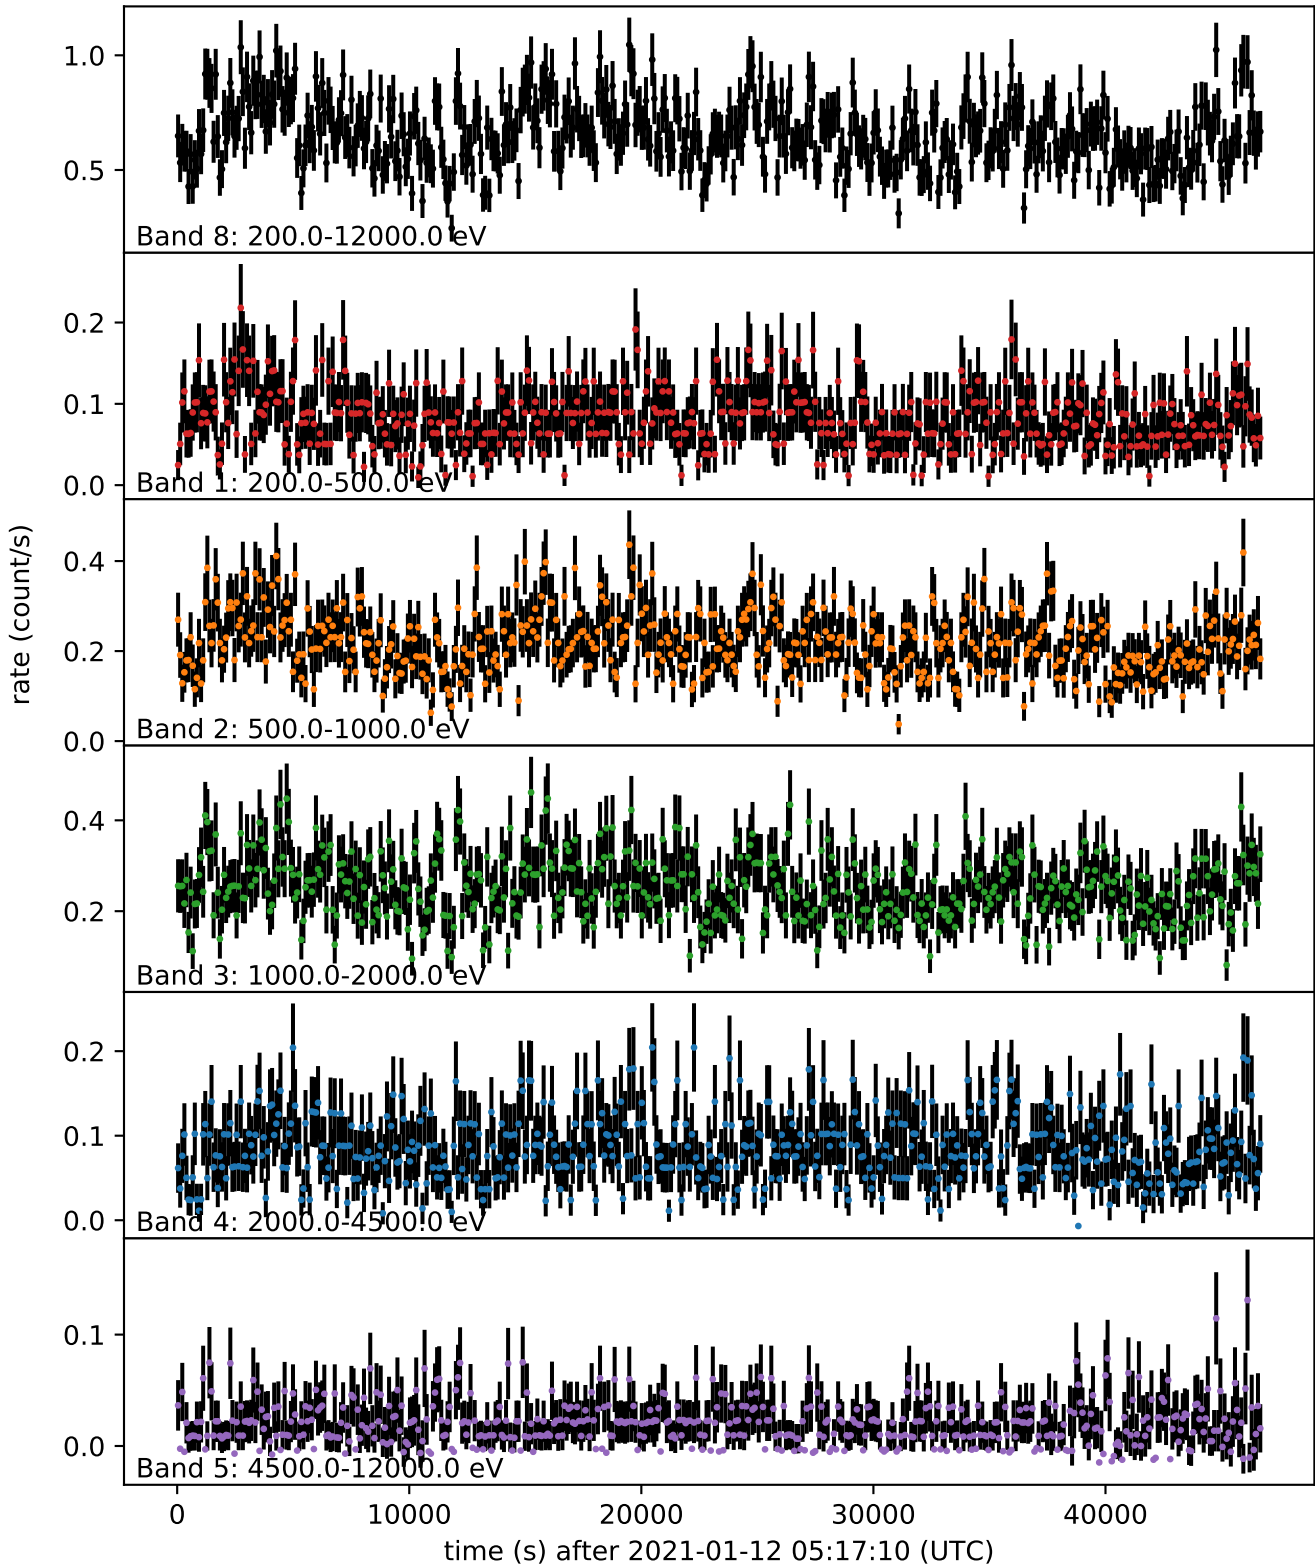 1.0
0.5
Band 8: 200.0-12000.0 eV
0.2
0.1
0.0
Band 1: 200.0-500.0 eV
0.4
0.2
0.0
Band 2: 500.0-1000.0 eV
0.4
0.2
Band 3: 1000.0-2000.0 eV
0.2
0.1
0.0
Band 4: 2000.0-4500.0 eV
0.1
0.0
Band 5: 4500.0-12000.0 eV
rate (count/s)
0 10000 20000 30000 40000
time (s) after 2021-01-12 05:17:10 (UTC)